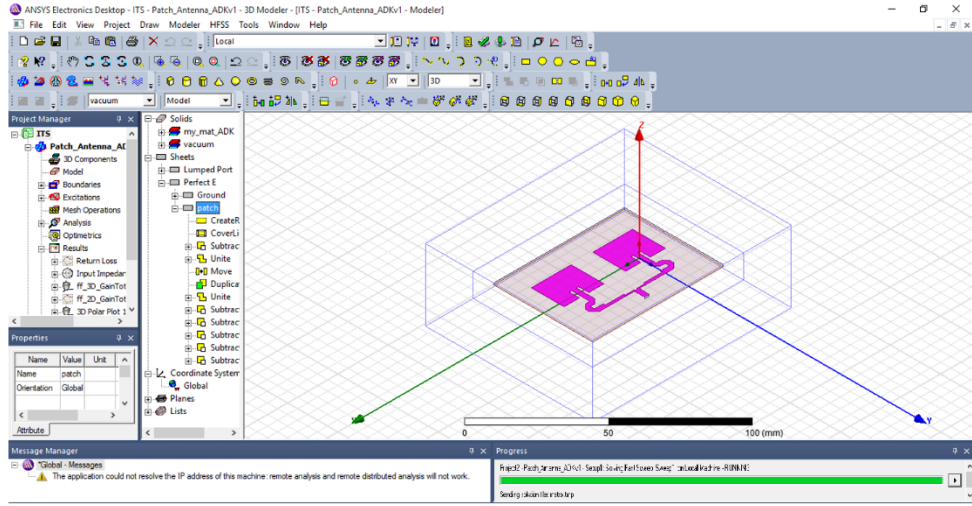 ANSYS Electronics Desktop - ITS - Patch_Antenna_ADKv1 - 3D Modeler - [ITS - Patch_Antenna_ADKv1 - Modeler]
File Edit View Project Draw Modeler HFSS Tools Window Help
Local
XY 3D
vacuum Model
Project Manager
ITS
Patch_Antenna_AD
3D Components
Model
Boundaries
Excitations
Mesh Operations
Analysis
Optimetrics
Results
Return Loss
Input Impedar
ff_3D_GainTot
ff_2D_GainTot
3D Polar Plot 1
Properties
Name Value Unit
Name patch
Orientation Global
Attribute
Solids
my_mat_ADK
vacuum
Sheets
Lumped Port
Perfect E
Ground
patch
CreateR
CoverLi
Subtrac
Unite
Move
Duplica
Unite
Subtrac
Subtrac
Subtrac
Subtrac
Coordinate System
Global
Planes
Lists
Z
Y
0 50 100 (mm)
Message Manager
*Global - Messages
The application could not resolve the IP address of this machine: remote analysis and remote distributed analysis will not work.
Progress